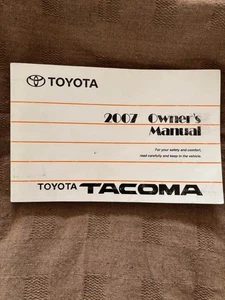 TOYOTA
2007 Owner's
Manual
For your safety and comfort,
read carefully and keep in the vehicle.
TOYOTA TACOMA